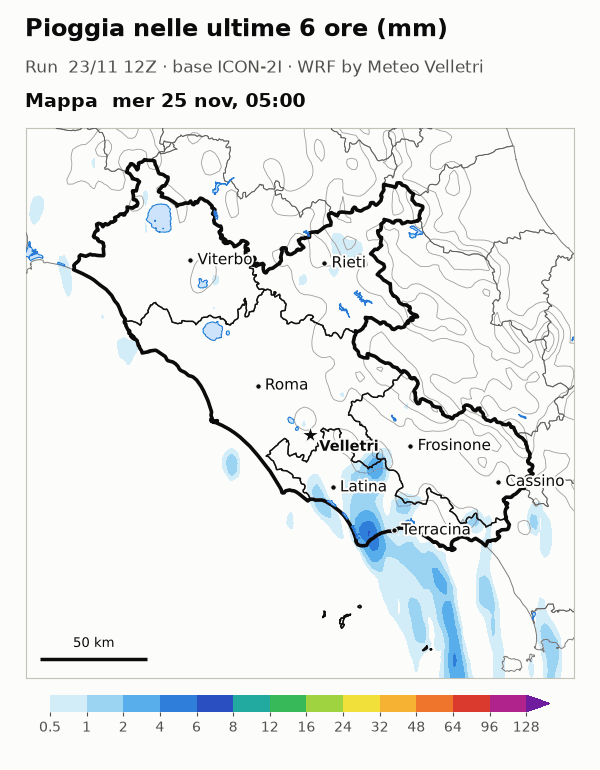 Pioggia nelle ultime 6 ore (mm)
Run  23/11 12Z · base ICON-2I · WRF by Meteo Velletri
Mappa  mer 25 nov, 05:00
Viterbo
Rieti
Roma
Velletri
Frosinone
Cassino
Latina
Terracina
50 km
0.5 1 2 4 6 8 12 16 24 32 48 64 96 128